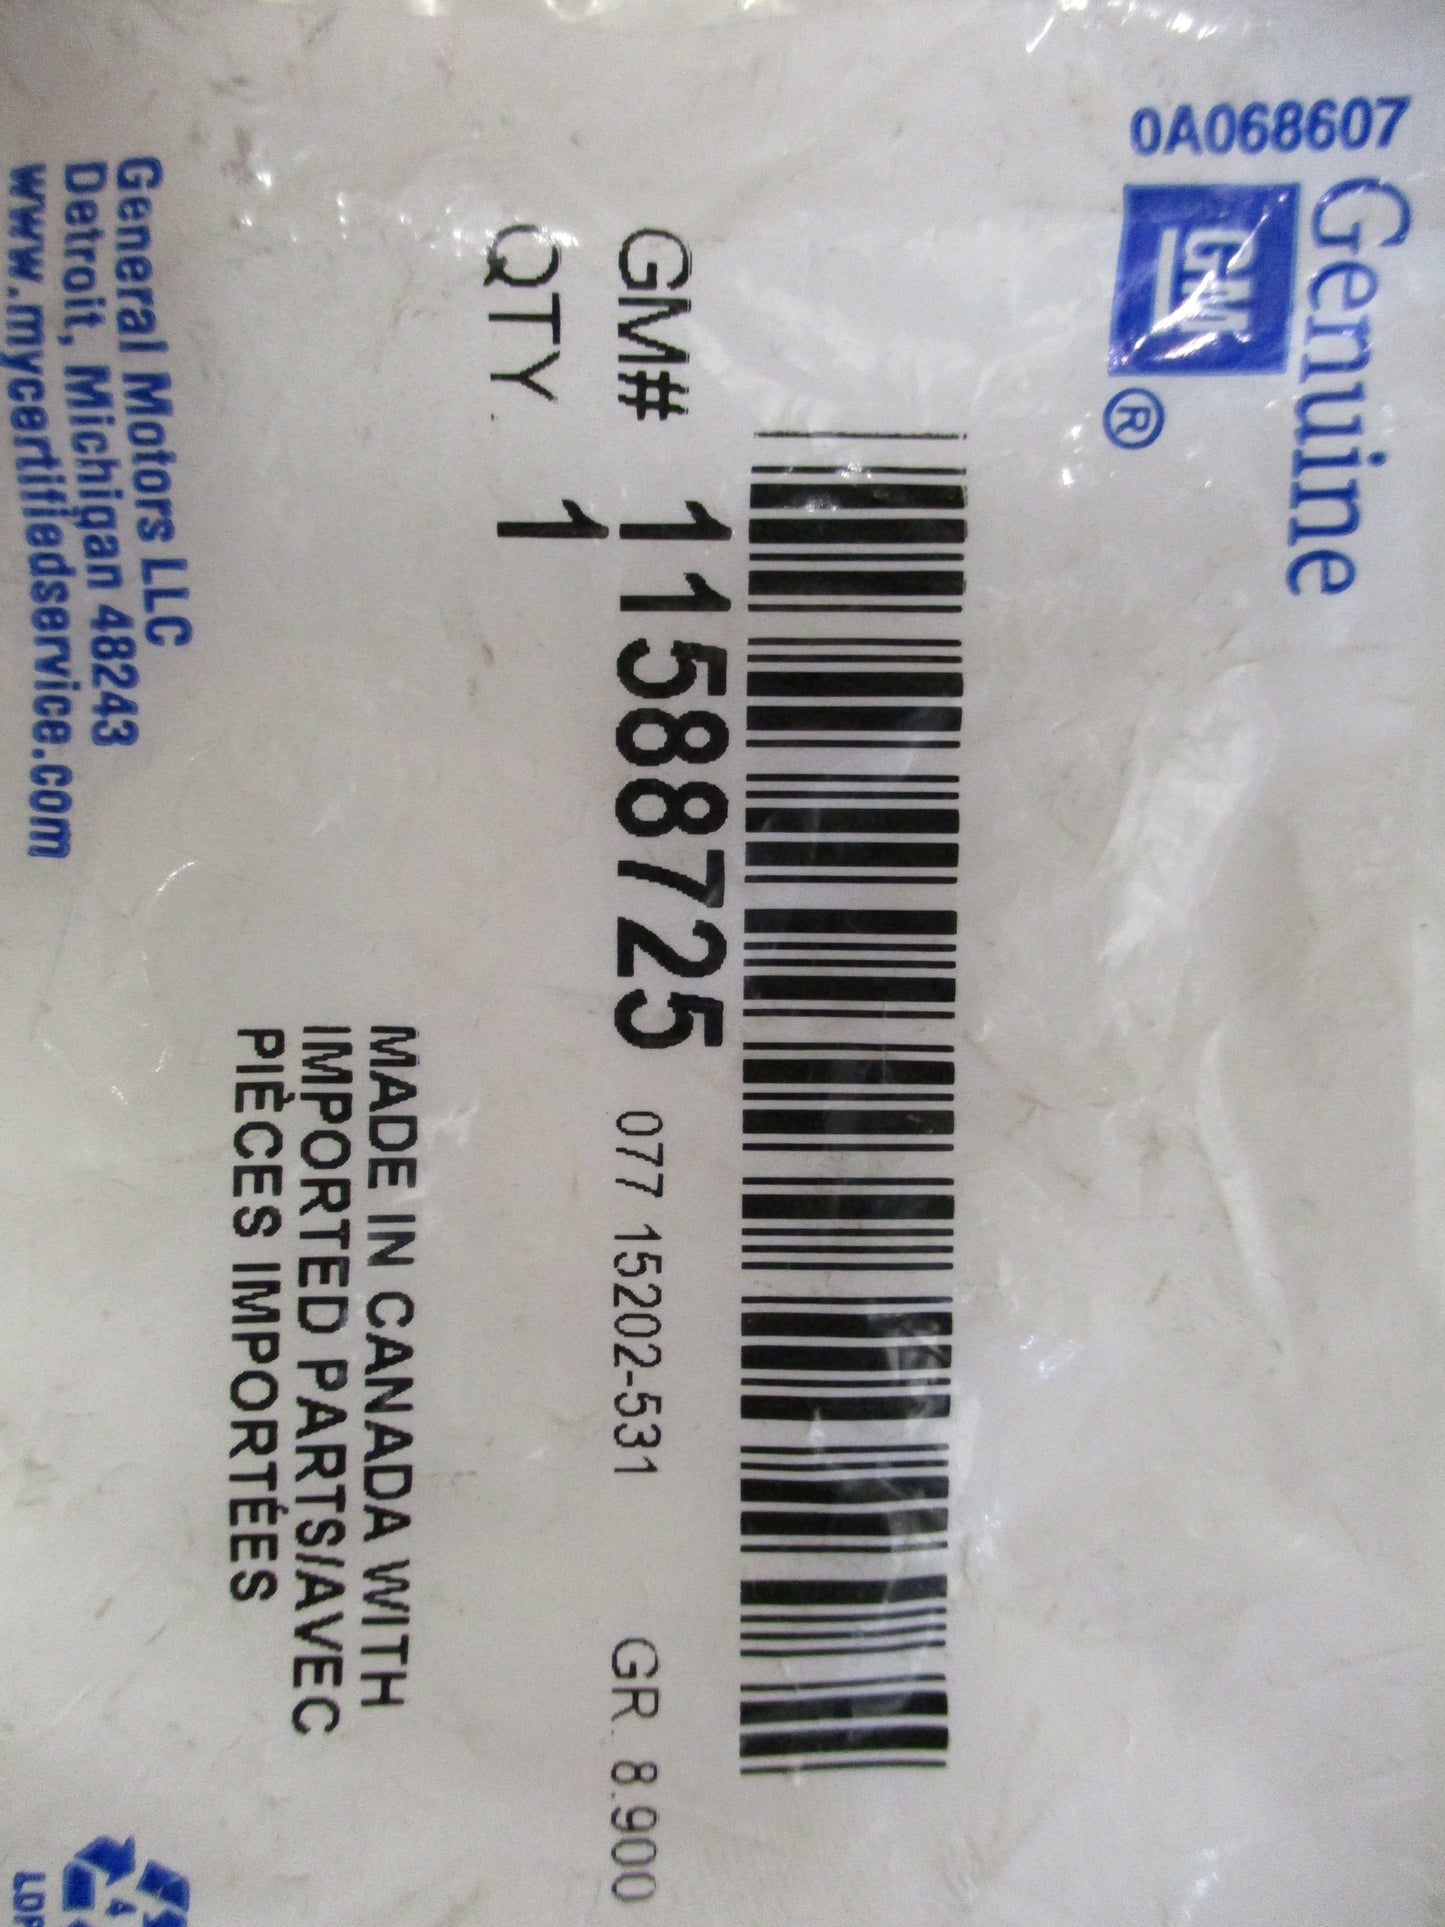 0A068607
Genuine
GM ®
GM# 11588725 077 15202-531 GR. 8.900
QTY 1
MADE IN CANADA WITH
IMPORTED PARTS/AVEC
PIÈCES IMPORTÉES
General Motors LLC
Detroit, Michigan 48243
www.mycertifiedservice.com
4